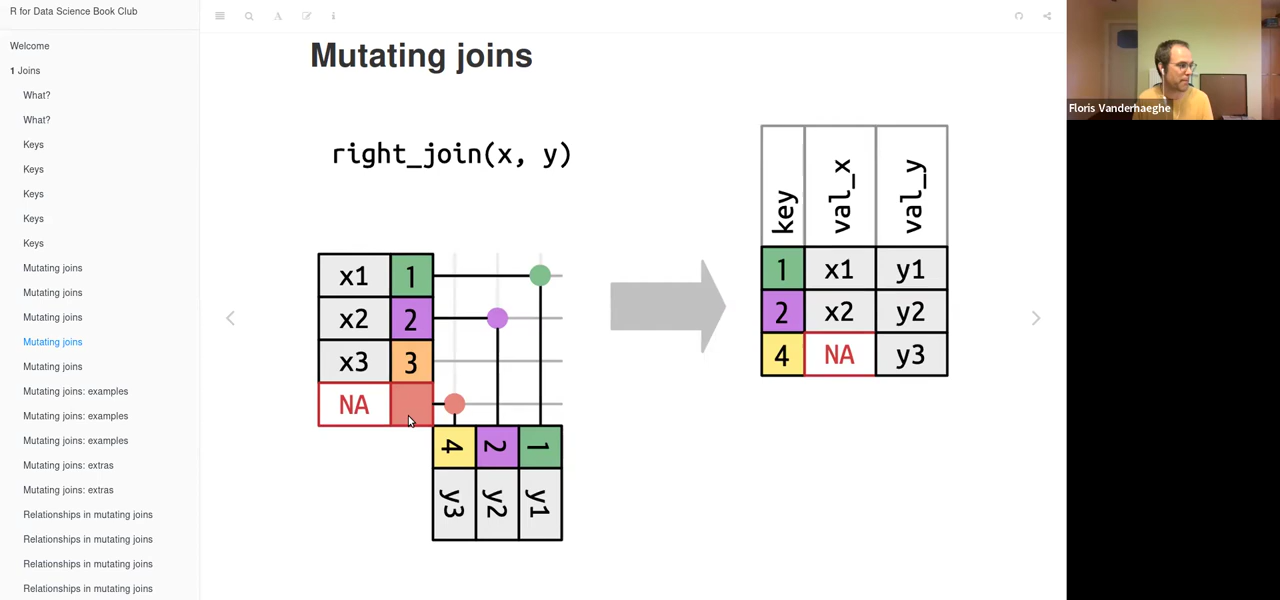 R for Data Science Book Club
Welcome
1 Joins
What?
What?
Keys
Keys
Keys
Keys
Keys
Mutating joins
Mutating joins
Mutating joins
Mutating joins
Mutating joins
Mutating joins: examples
Mutating joins: examples
Mutating joins: examples
Mutating joins: extras
Mutating joins: extras
Relationships in mutating joins
Relationships in mutating joins
Relationships in mutating joins
Relationships in mutating joins
Mutating joins
right_join(x, y)
x1 1
x2 2
x3 3
NA
4 2 1
y3 y2 y1
key val_x val_y
1 x1 y1
2 x2 y2
4 NA y3
Floris Vanderhaeghe